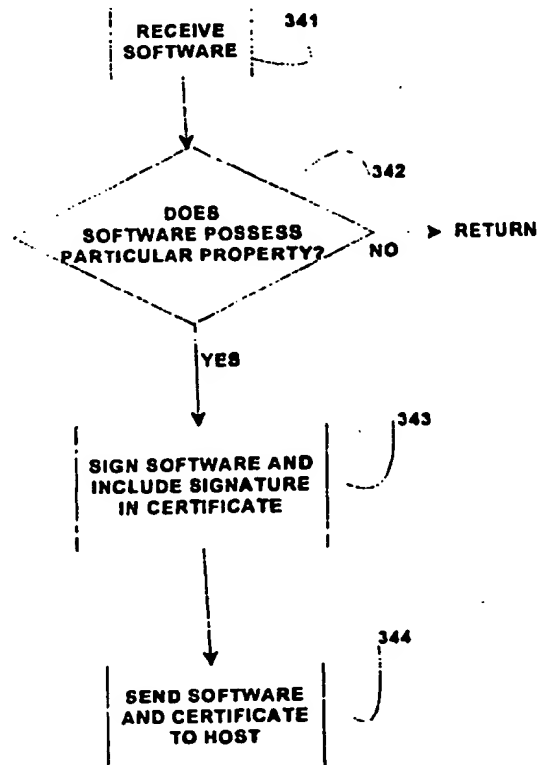 RECEIVE
SOFTWARE
341
342
DOES
SOFTWARE POSSESS
PARTICULAR PROPERTY?
NO
RETURN
YES
343
SIGN SOFTWARE AND
INCLUDE SIGNATURE
IN CERTIFICATE
344
SEND SOFTWARE
AND CERTIFICATE
TO HOST